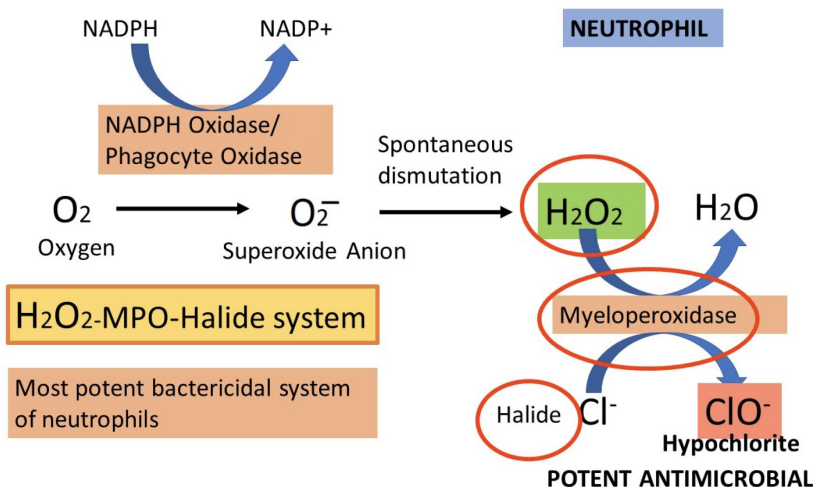 NADPH
NADP+
NEUTROPHIL
NADPH Oxidase/
Phagocyte Oxidase
Spontaneous
dismutation
O₂
Oxygen
O₂⁻
Superoxide Anion
H₂O₂
H₂O
H₂O₂-MPO-Halide system
Myeloperoxidase
Most potent bactericidal system
of neutrophils
Halide
Cl⁻
ClO⁻
Hypochlorite
POTENT ANTIMICROBIAL